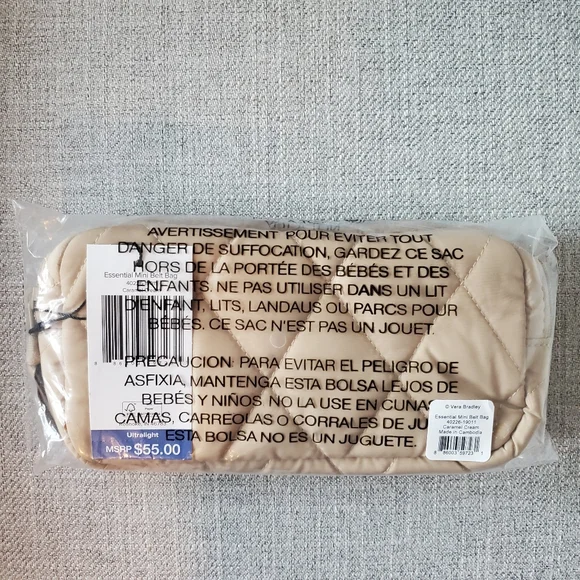 AVERTISSEMENT POUR ÉVITER TOUT
DANGER DE SUFFOCATION, GARDEZ CE SAC
HORS DE LA PORTÉE DES BÉBÉS ET DES
ENFANTS. NE PAS UTILISER DANS UN LIT
D'ENFANT, LITS, LANDAUS OU PARCS POUR
BÉBÉS. CE SAC N'EST PAS UN JOUET.
PRECAUCION: PARA EVITAR EL PELIGRO DE
ASFIXIA, MANTENGA ESTA BOLSA LEJOS DE
BEBÉS Y NIÑOS. NO LA USE EN CUNAS,
CAMAS, CARREOLAS O CORRALES DE JU
ESTA BOLSA NO ES UN JUGUETE.
Essential Mini Belt Bag
Ultralight
MSRP $55.00
© Vera Bradley
Essential Mini Belt Bag
40226-19011
Caramel Cream
Made in Cambodia